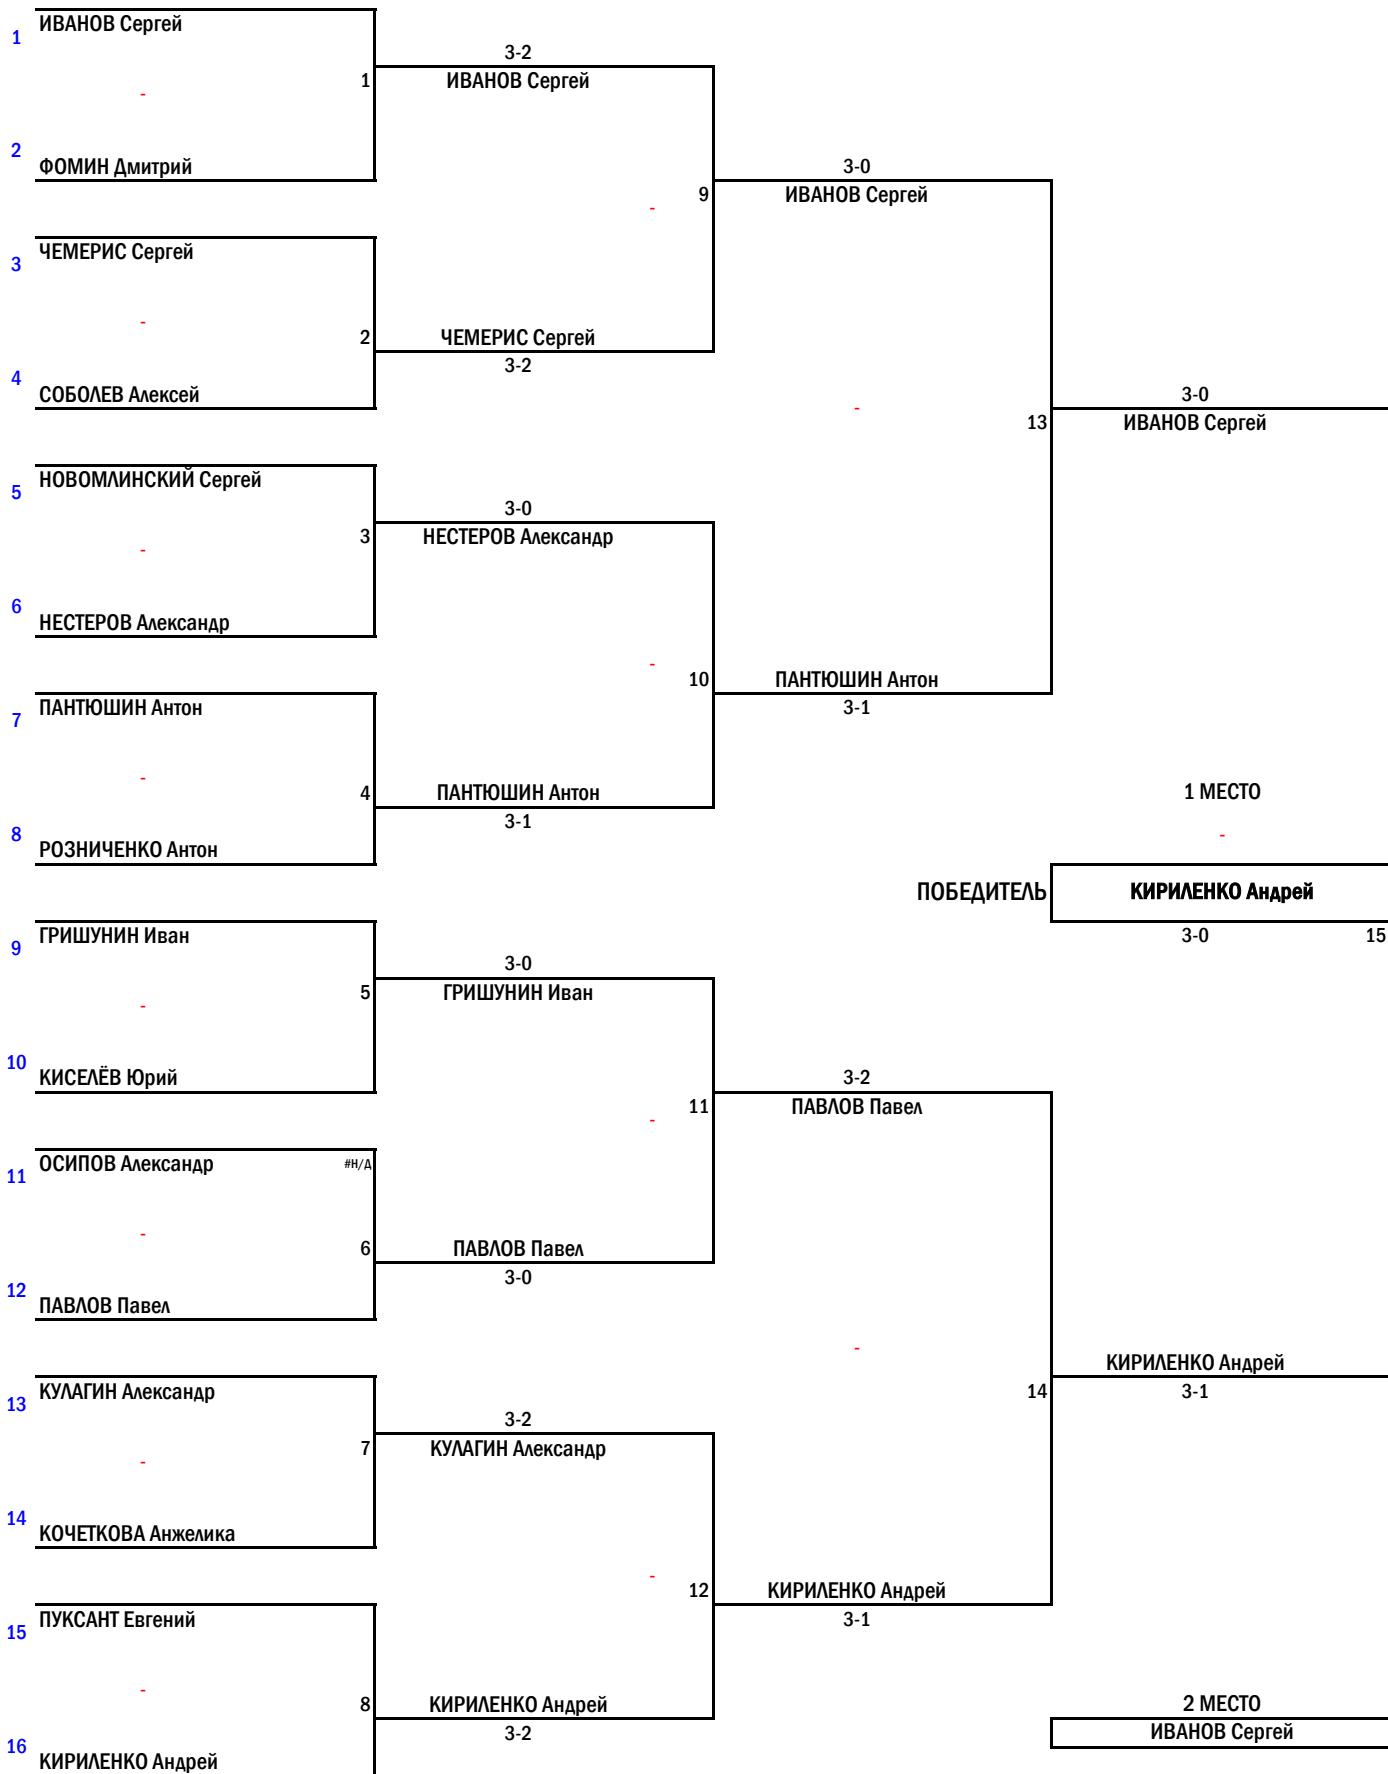 1 ИВАНОВ Сергей
3-2
1 ИВАНОВ Сергей
-
2
ФОМИН Дмитрий
3-0
9 ИВАНОВ Сергей
-
3 ЧЕМЕРИС Сергей
-
2 ЧЕМЕРИС Сергей
3-2
4
СОБОЛЕВ Алексей
3-0
-
13 ИВАНОВ Сергей
5 НОВОМЛИНСКИЙ Сергей
3-0
3 НЕСТЕРОВ Александр
-
6
НЕСТЕРОВ Александр
-
10 ПАНТЮШИН Антон
3-1
7 ПАНТЮШИН Антон
-
4 ПАНТЮШИН Антон
3-1
1 МЕСТО
-
8
РОЗНИЧЕНКО Антон
ПОБЕДИТЕЛЬ КИРИЛЕНКО Андрей
3-0 15
9 ГРИШУНИН Иван
3-0
5 ГРИШУНИН Иван
-
10
КИСЕЛЁВ Юрий
3-2
11 ПАВЛОВ Павел
-
11 ОСИПОВ Александр #Н/Д
-
6 ПАВЛОВ Павел
3-0
12
ПАВЛОВ Павел
-
КИРИЛЕНКО Андрей
14 3-1
13 КУЛАГИН Александр
3-2
7 КУЛАГИН Александр
-
14
КОЧЕТКОВА Анжелика
-
12 КИРИЛЕНКО Андрей
3-1
15 ПУКСАНТ Евгений
-
8 КИРИЛЕНКО Андрей
3-2
2 МЕСТО
ИВАНОВ Сергей
16
КИРИЛЕНКО Андрей